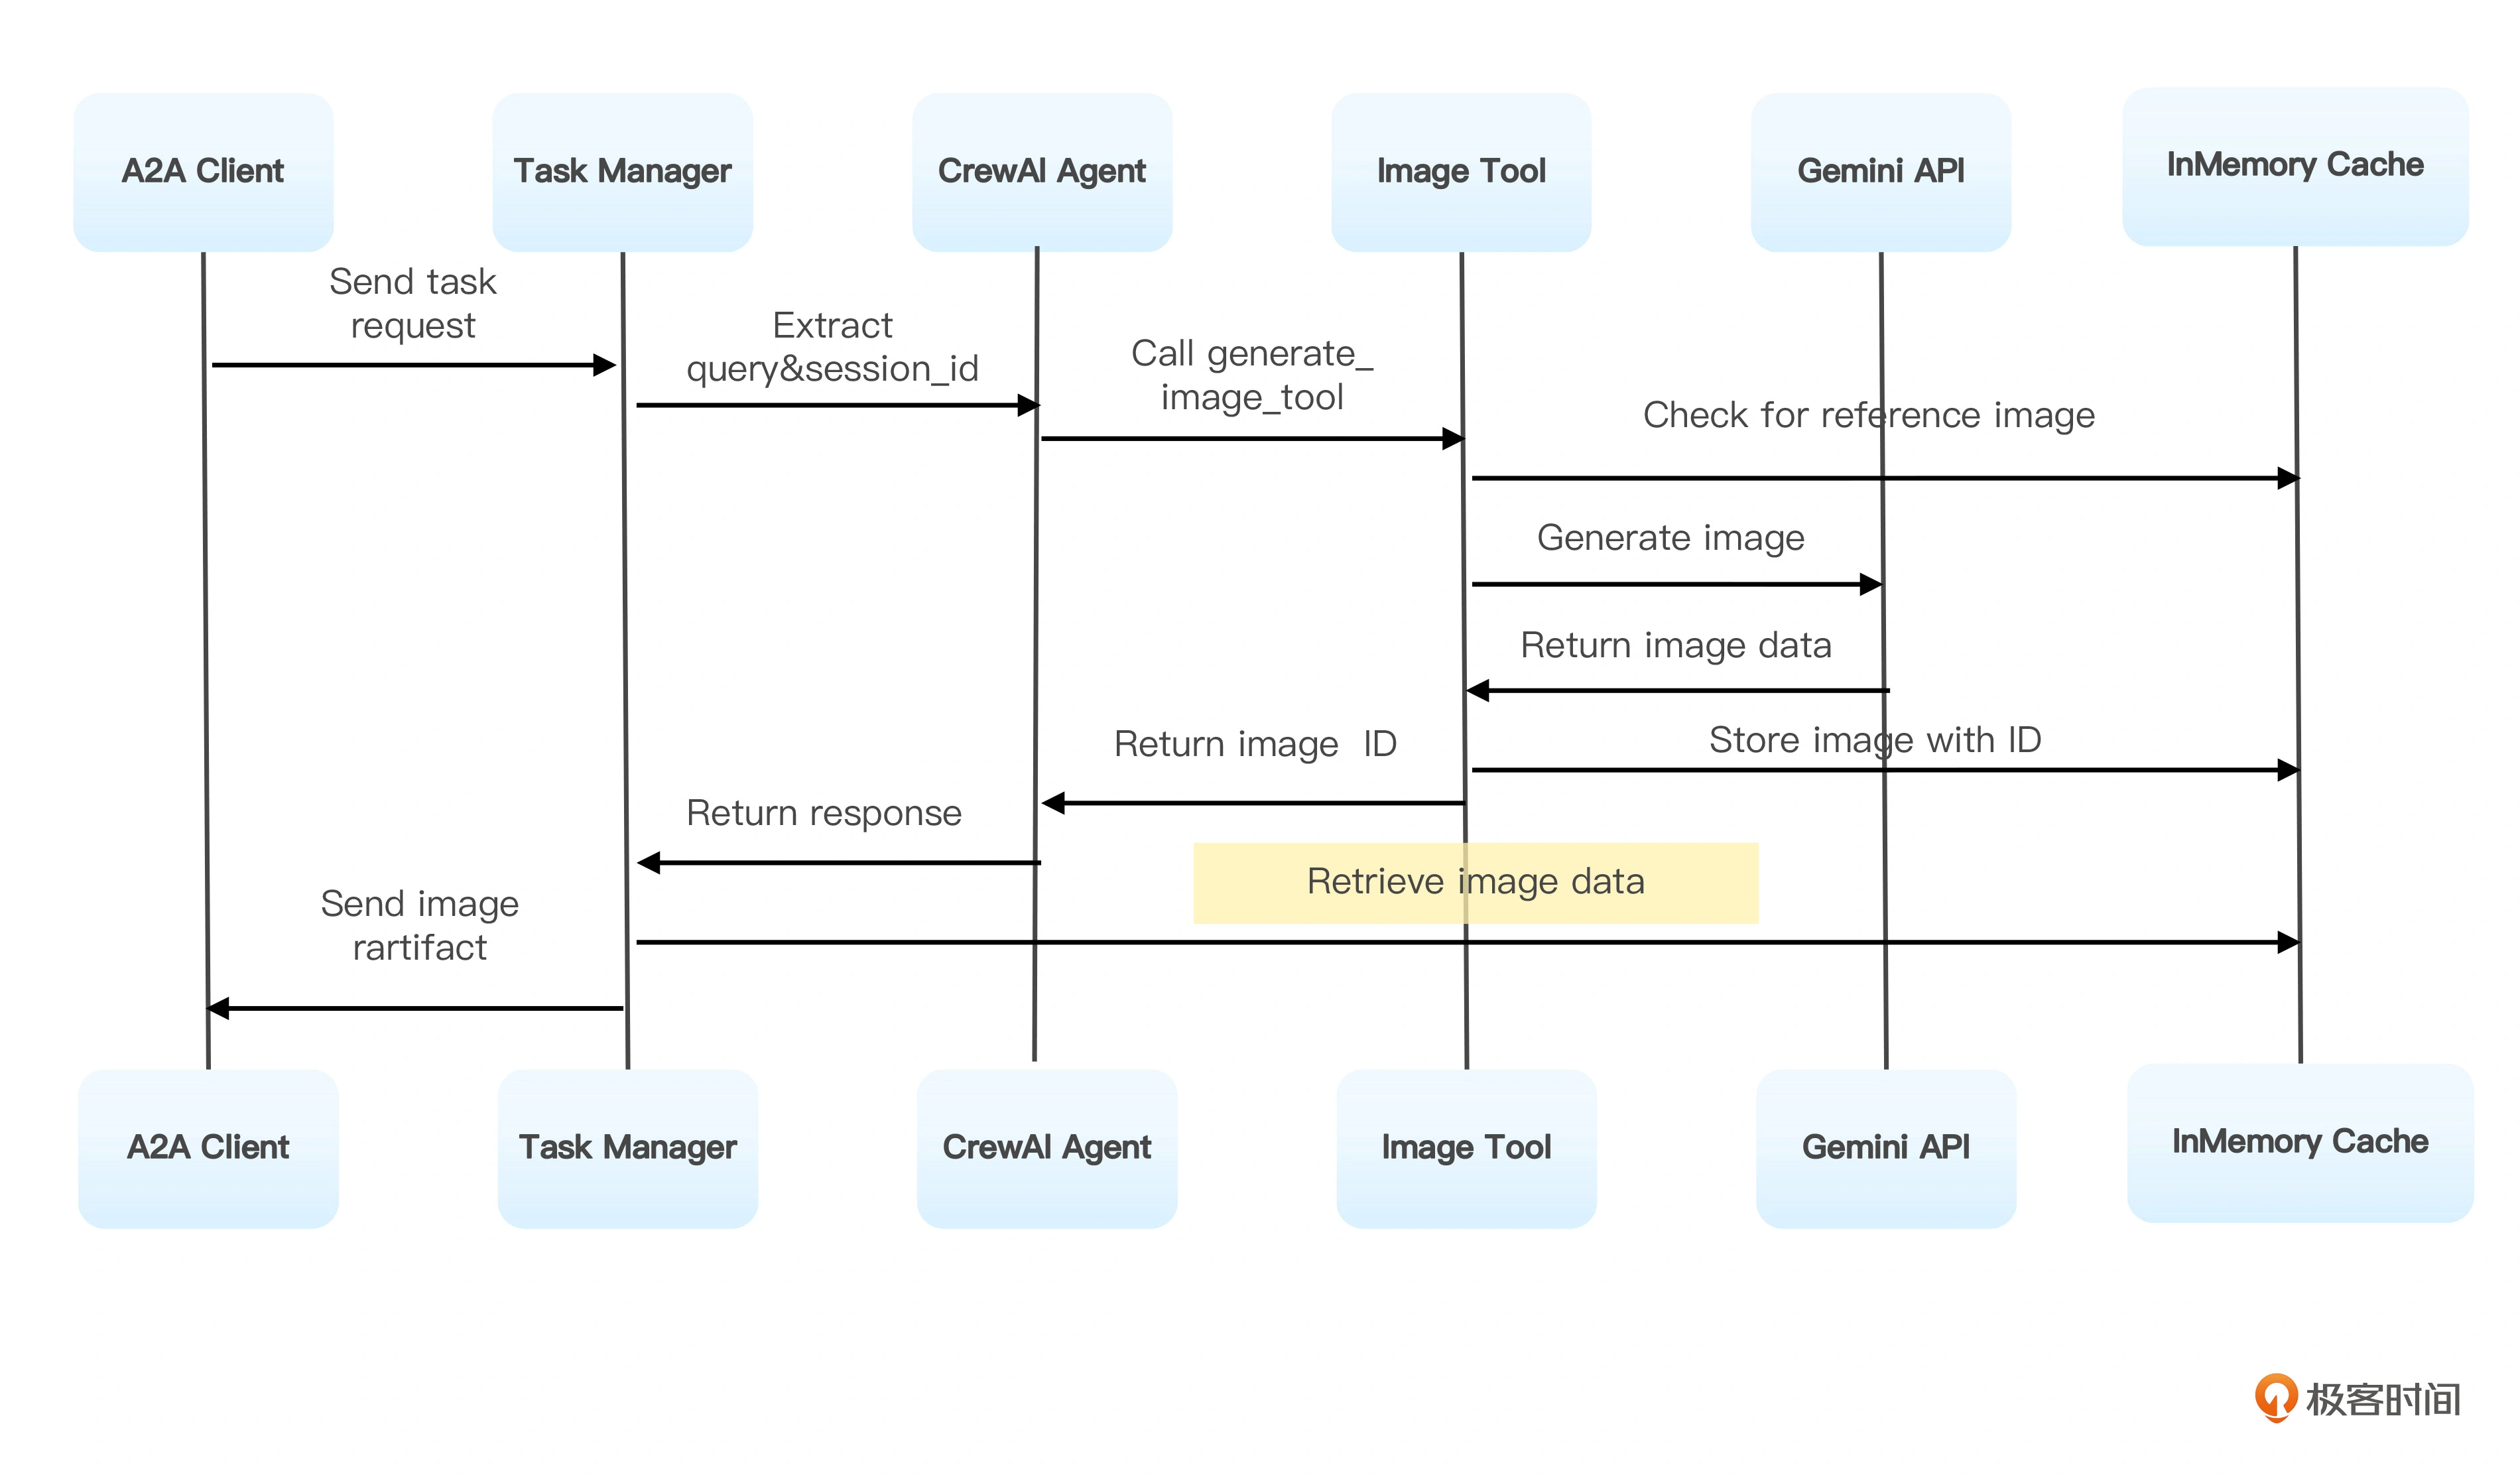 A2A Client
Task Manager
CrewAI Agent
Image Tool
Gemini API
InMemory Cache
Send task
request
Extract
query&session_id
Call generate_
image_tool
Check for reference image
Generate image
Return image data
Return image  ID
Store image with ID
Return response
Retrieve image data
Send image
rartifact
A2A Client
Task Manager
CrewAI Agent
Image Tool
Gemini API
InMemory Cache
极客时间